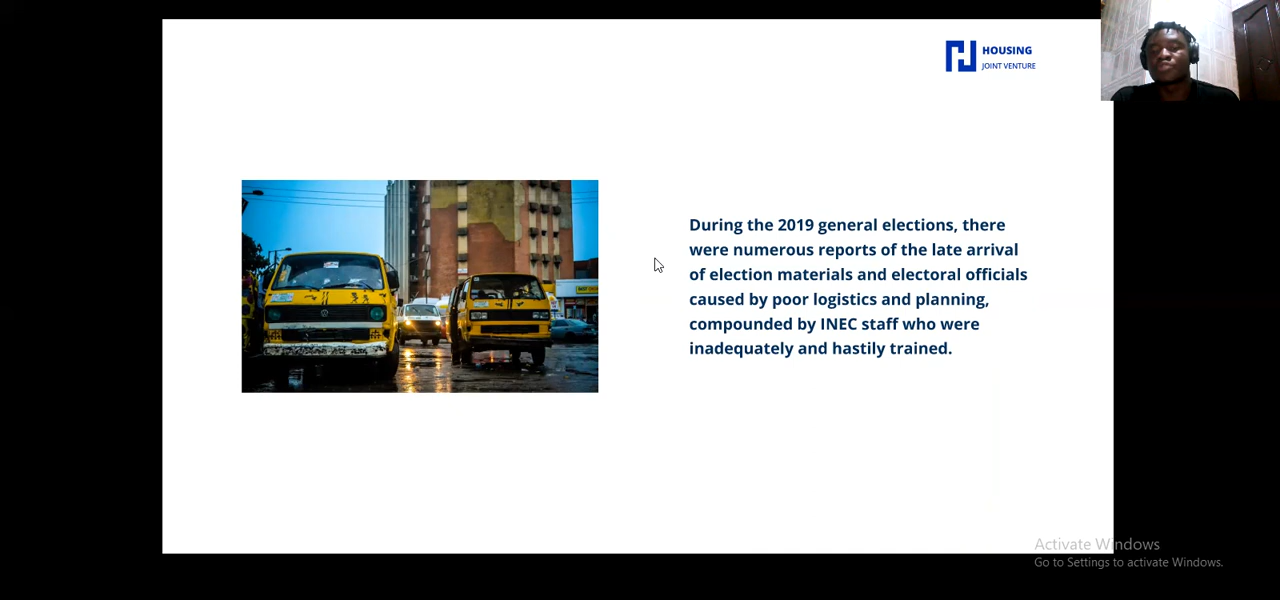 HOUSING
JOINT VENTURE
During the 2019 general elections, there
were numerous reports of the late arrival
of election materials and electoral officials
caused by poor logistics and planning,
compounded by INEC staff who were
inadequately and hastily trained.
Activate Windows
Go to Settings to activate Windows.